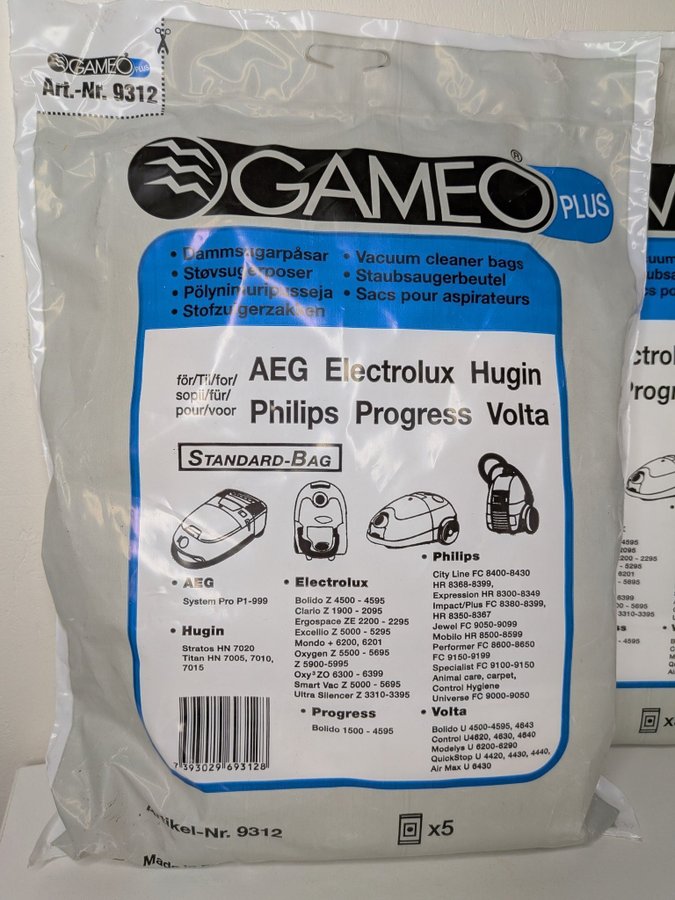 GAMEO PLUS
Art.-Nr. 9312
GAMEO® PLUS
• Dammsugarpåsar
• Støvsugerposer
• Pölynimuripusseja
• Stofzuigerzakken
• Vacuum cleaner bags
• Staubsaugerbeutel
• Sacs pour aspirateurs
för/Til/for/
sopii/für/
pour/voor
AEG Electrolux Hugin
Philips Progress Volta
STANDARD-BAG
• AEG
System Pro P1-999
• Hugin
Stratos HN 7020
Titan HN 7005, 7010,
7015
• Electrolux
Bolido Z 4500 - 4595
Clario Z 1900 - 2095
Ergospace ZE 2200 - 2295
Excellio Z 5000 - 5295
Mondo + 6200, 6201
Oxygen Z 5500 - 5695
Z 5900-5995
Oxy³ZO 6300 - 6399
Smart Vac Z 5000 - 5695
Ultra Silencer Z 3310-3395
• Progress
Bolido 1500 - 4595
• Philips
City Line FC 8400-8430
HR 8368-8399,
Expression HR 8300-8349
Impact/Plus FC 8380-8399,
HR 8350-8367
Jewel FC 9050-9099
Mobilo HR 8500-8599
Performer FC 8600-8650
FC 9150-9199
Specialist FC 9100-9150
Animal care, carpet,
Control Hygiene
Universe FC 9000-9050
• Volta
Bolido U 4500-4595, 4643
Control U4620, 4630, 4640
Modelys U 6200-6290
QuickStop U 4420, 4430, 4440,
Air Max U 6430
7 393029 693128
Artikel-Nr. 9312
x5
Made